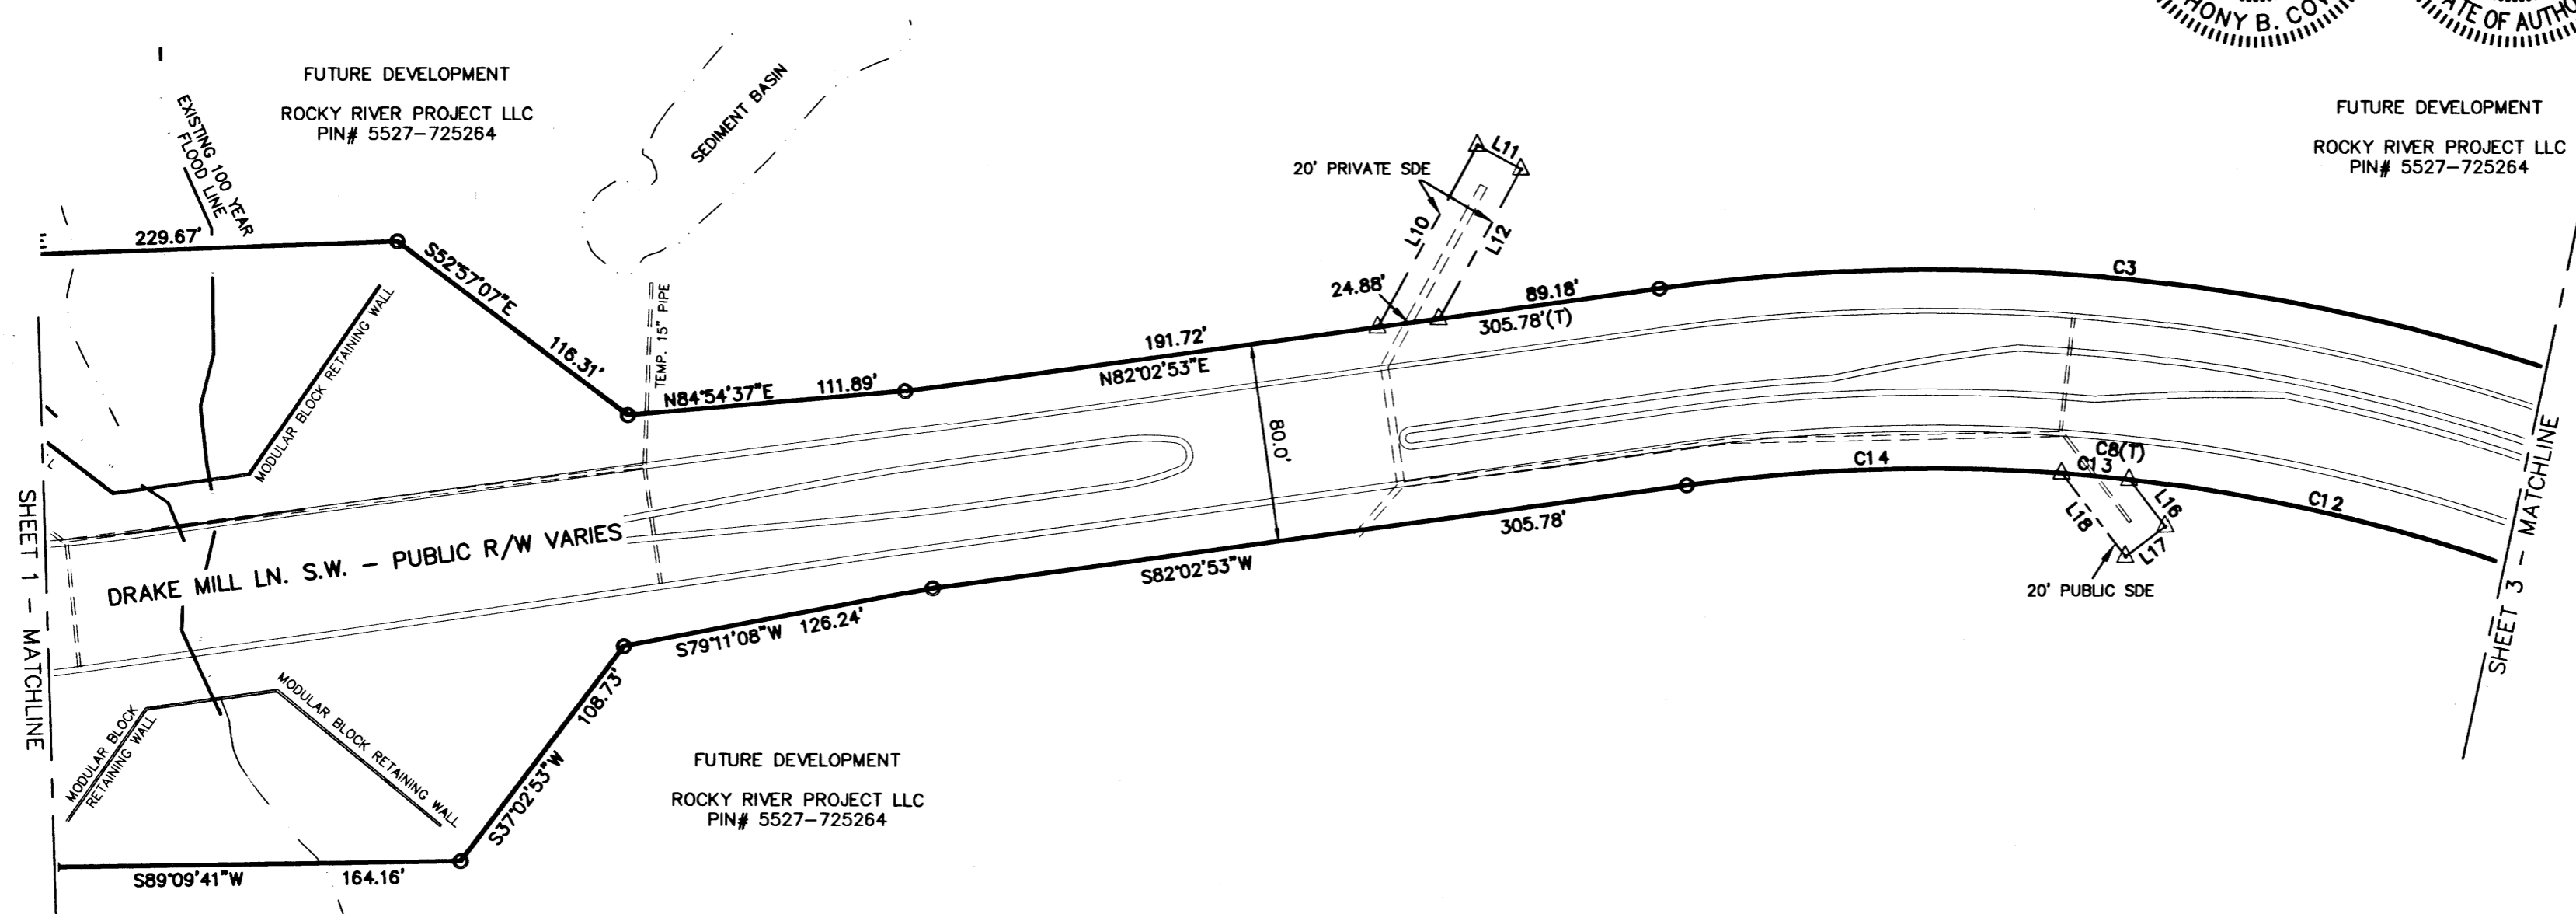 HONY B. COV
ATE OF AUTHO
FUTURE DEVELOPMENT
ROCKY RIVER PROJECT LLC
PIN# 5527-725264
EXISTING 100 YEAR
FLOOD LINE
SEDIMENT BASIN
FUTURE DEVELOPMENT
ROCKY RIVER PROJECT LLC
PIN# 5527-725264
229.67'
S52°57'07"E
116.31'
MODULAR BLOCK RETAINING WALL
TEMP. 15" PIPE
N84°54'37"E 111.89'
191.72'
N82°02'53"E
20' PRIVATE SDE
L11
L10
L12
24.88'
89.18'
305.78'(T)
C3
80.0'
C14
C8(T)
C13
C12
L16
L17
L18
20' PUBLIC SDE
305.78'
S82°02'53"W
SHEET 1 - MATCHLINE
DRAKE MILL LN. S.W. - PUBLIC R/W VARIES
S79°11'08"W 126.24'
108.73'
S37°02'53"W
MODULAR BLOCK
RETAINING WALL
MODULAR BLOCK RETAINING WALL
S89°09'41"W 164.16'
FUTURE DEVELOPMENT
ROCKY RIVER PROJECT LLC
PIN# 5527-725264
SHEET 3 - MATCHLINE